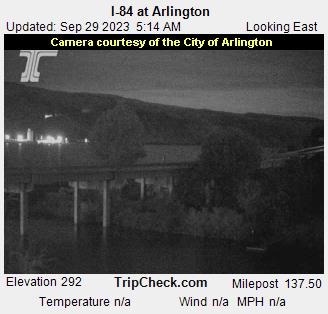 I-84 at Arlington
Updated: Sep 29 2023 5:14 AM Looking East
Camera courtesy of the City of Arlington
Elevation 292 TripCheck.com Milepost 137.50
Temperature n/a Wind n/a MPH n/a